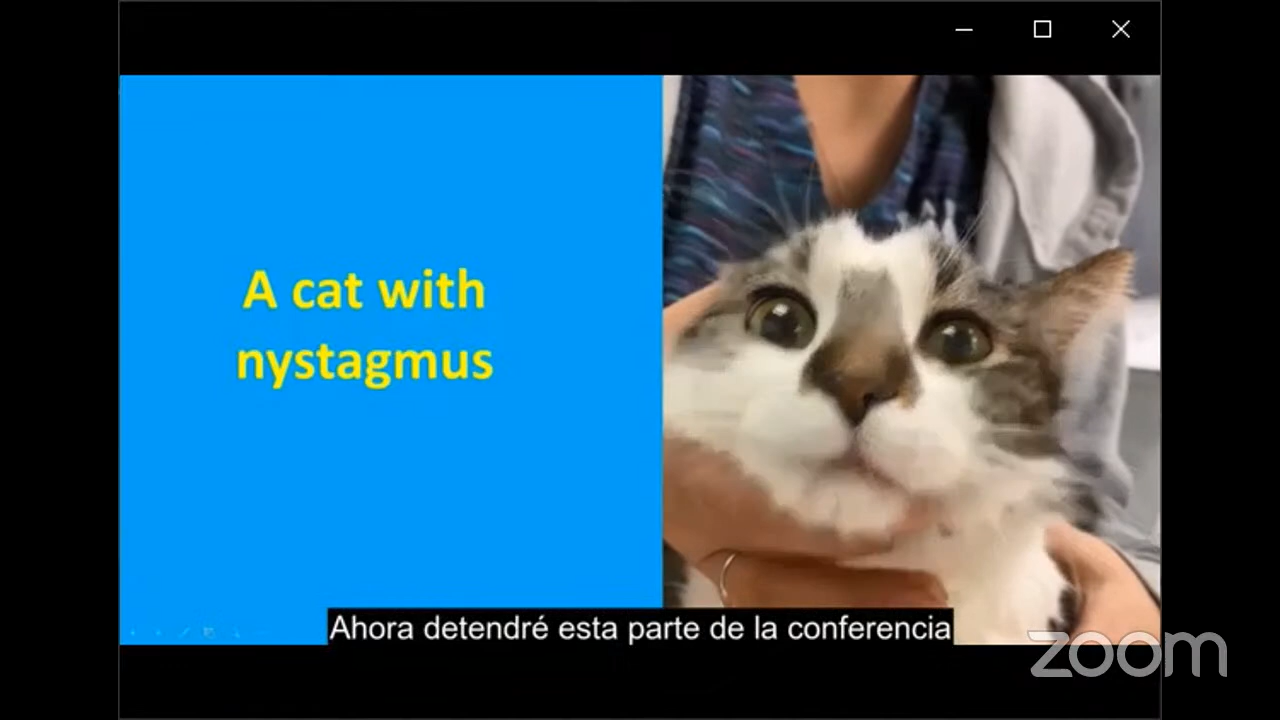 A cat with
nystagmus
Ahora detendré esta parte de la conferencia
zoom